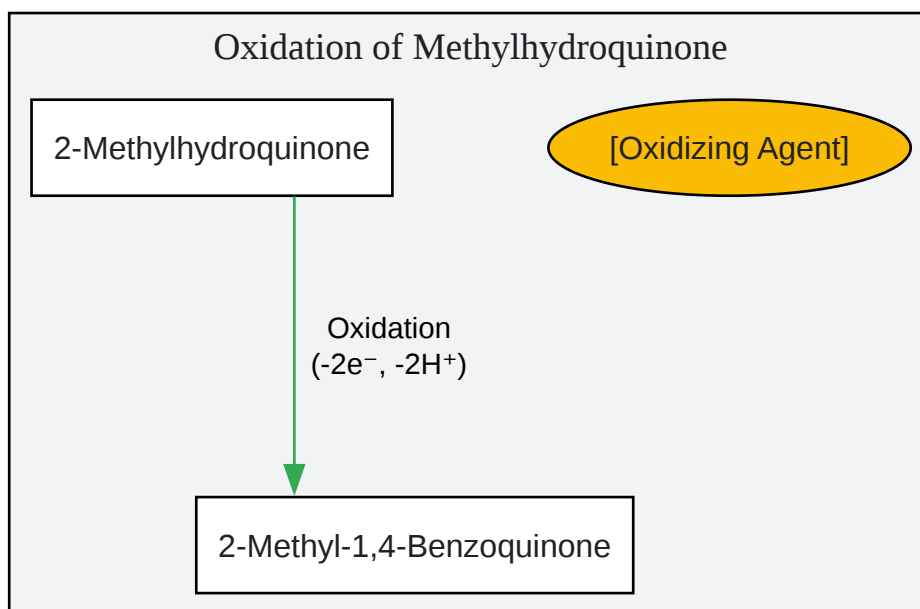 Oxidation of Methylhydroquinone
2-Methylhydroquinone
[Oxidizing Agent]
Oxidation
(-2e⁻, -2H⁺)
2-Methyl-1,4-Benzoquinone